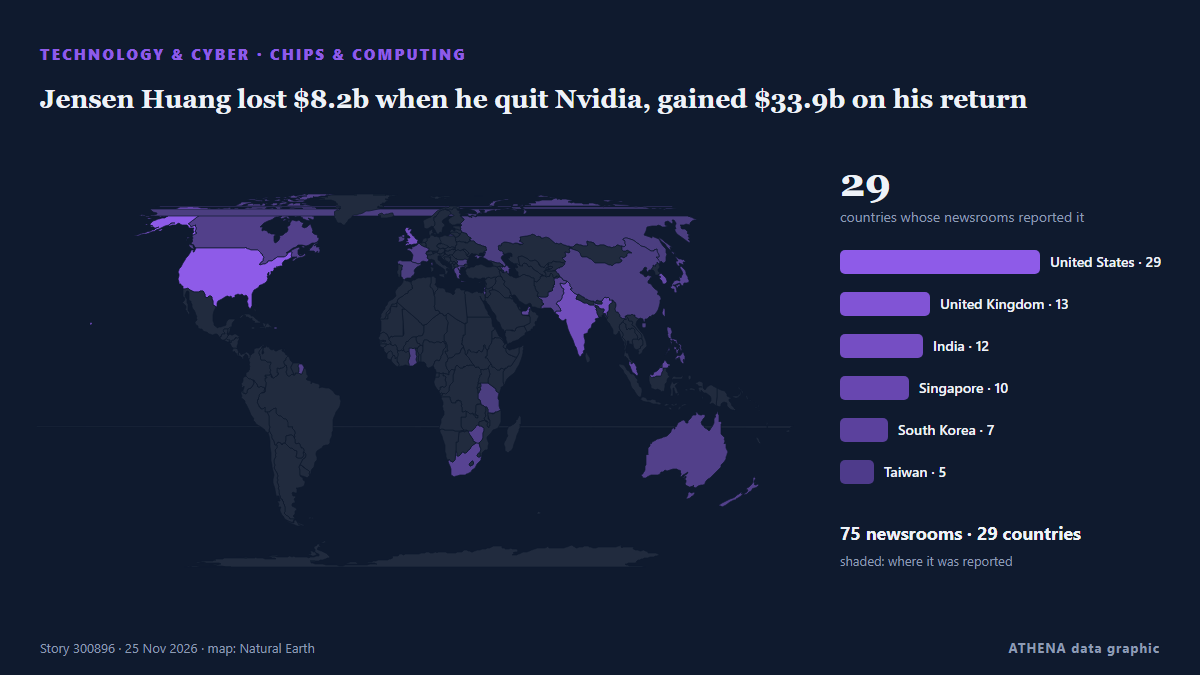 TECHNOLOGY & CYBER · CHIPS & COMPUTING
Jensen Huang lost $8.2b when he quit Nvidia, gained $33.9b on his return
29
countries whose newsrooms reported it
United States · 29
United Kingdom · 13
India · 12
Singapore · 10
South Korea · 7
Taiwan · 5
75 newsrooms · 29 countries
shaded: where it was reported
Story 300896 · 25 Nov 2026 · map: Natural Earth
ATHENA data graphic